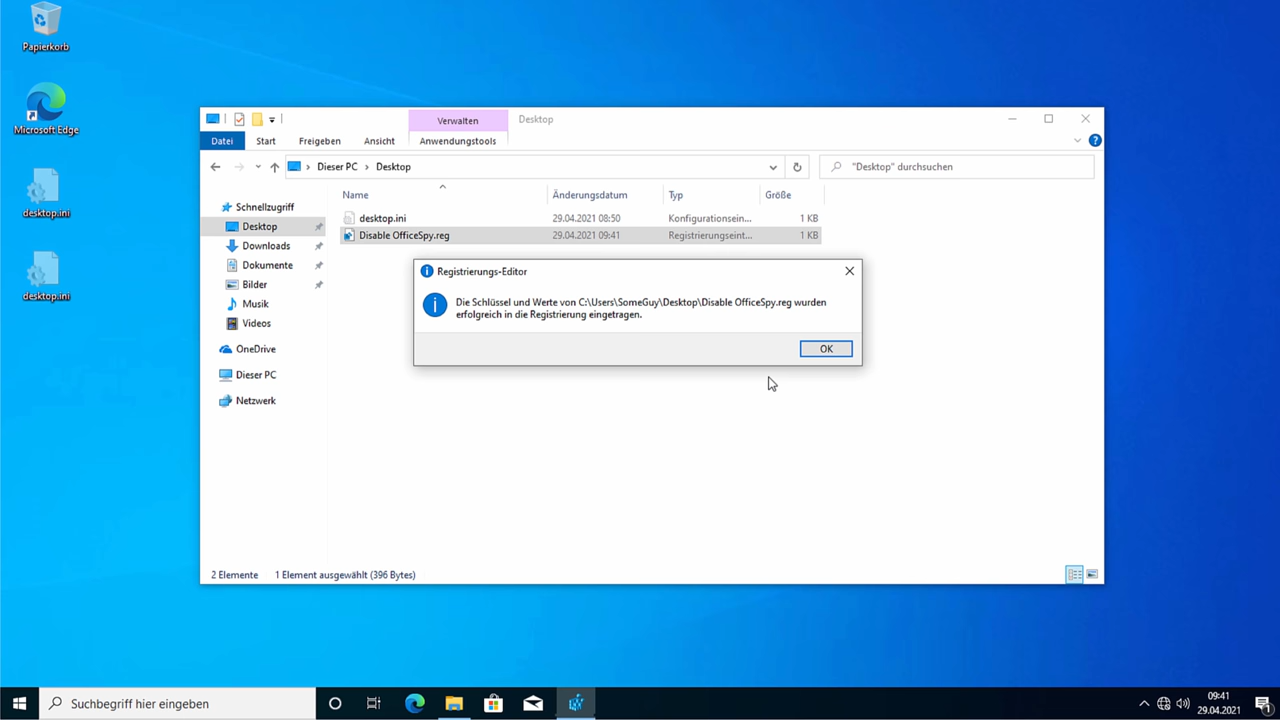 Papierkorb
Microsoft Edge
desktop.ini
desktop.ini
Verwalten
Desktop
Datei
Start
Freigeben
Ansicht
Anwendungstools
Dieser PC
Desktop
"Desktop" durchsuchen
Schnellzugriff
Desktop
Downloads
Dokumente
Bilder
Musik
Videos
OneDrive
Dieser PC
Netzwerk
Name
Änderungsdatum
Typ
Größe
desktop.ini
29.04.2021 08:50
Konfigurationsein...
1 KB
Disable OfficeSpy.reg
29.04.2021 09:41
Registrierungseint...
1 KB
Registrierungs-Editor
Die Schlüssel und Werte von C:\Users\SomeGuy\Desktop\Disable OfficeSpy.reg wurden
erfolgreich in die Registrierung eingetragen.
OK
2 Elemente
1 Element ausgewählt (396 Bytes)
Suchbegriff hier eingeben
09:41
29.04.2021
1